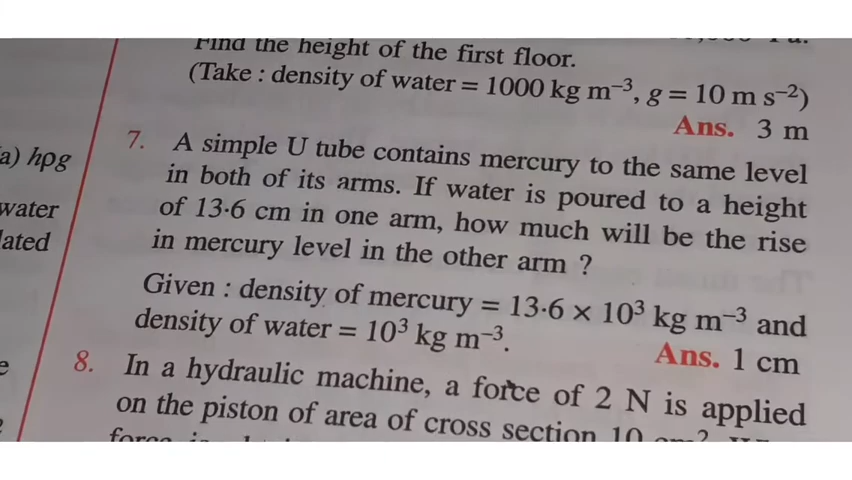 Find the height of the first floor.
(Take : density of water = 1000 kg m⁻³, g = 10 m s⁻²)
Ans. 3 m
a) hρg
water
lated
7. A simple U tube contains mercury to the same level
in both of its arms. If water is poured to a height
of 13·6 cm in one arm, how much will be the rise
in mercury level in the other arm ?
Given : density of mercury = 13·6 × 10³ kg m⁻³ and
density of water = 10³ kg m⁻³.
Ans. 1 cm
8. In a hydraulic machine, a force of 2 N is applied
on the piston of area of cross section 10
force